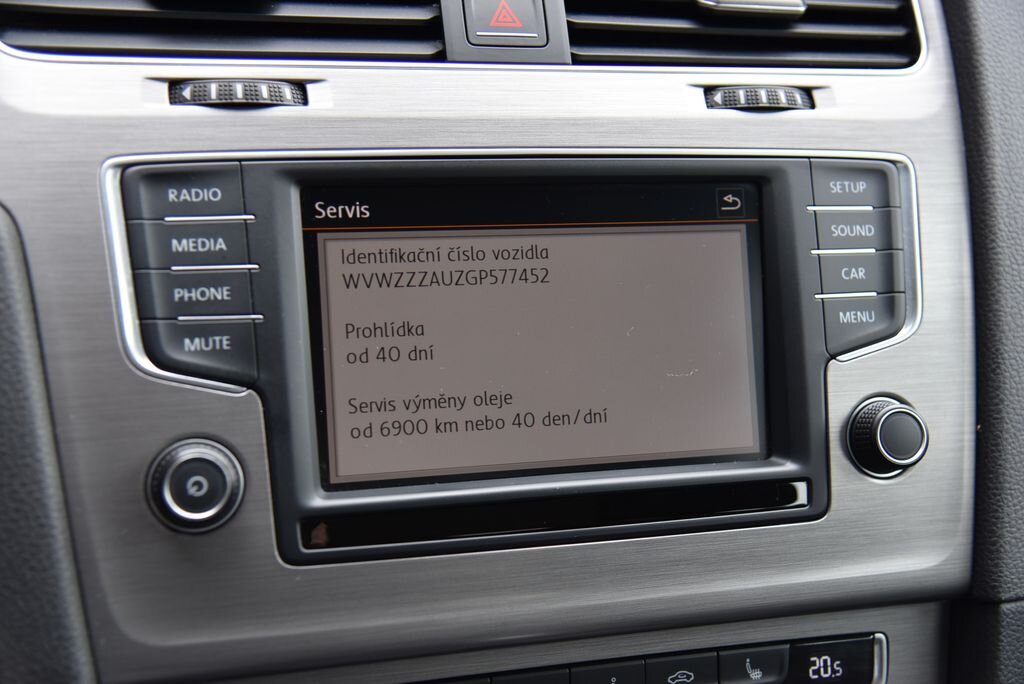 RADIO
MEDIA
PHONE
MUTE
Servis
Identifikační číslo vozidla
WVWZZZAUZGP577452
Prohlídka
od 40 dní
Servis výměny oleje
od 6900 km nebo 40 den/dní
SETUP
SOUND
CAR
MENU
20.5